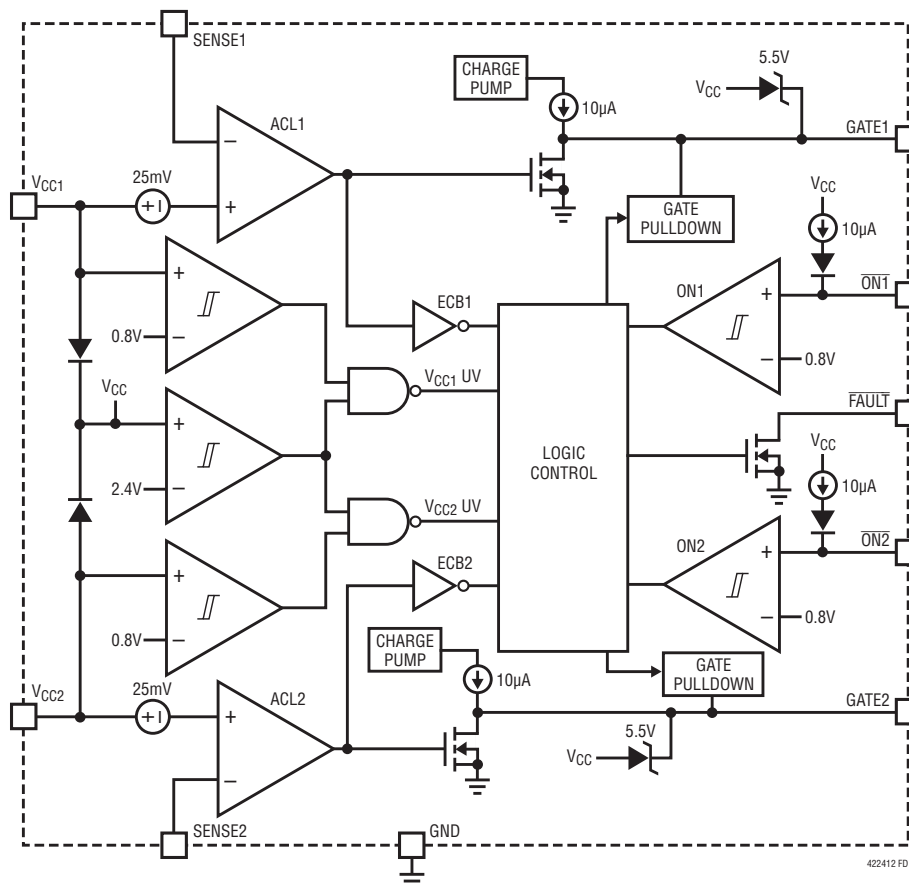 SENSE1
CHARGE
PUMP
10µA
5.5V
VCC
GATE1
ACL1
25mV
VCC1
GATE
PULLDOWN
VCC
10µA
ON1
ON1
0.8V
ECB1
0.8V
VCC1 UV
VCC
FAULT
LOGIC
CONTROL
VCC
2.4V
10µA
VCC2 UV
ON2
ON2
ECB2
0.8V
0.8V
CHARGE
PUMP
10µA
GATE
PULLDOWN
VCC2
25mV
ACL2
GATE2
5.5V
VCC
SENSE2
GND
422412 FD